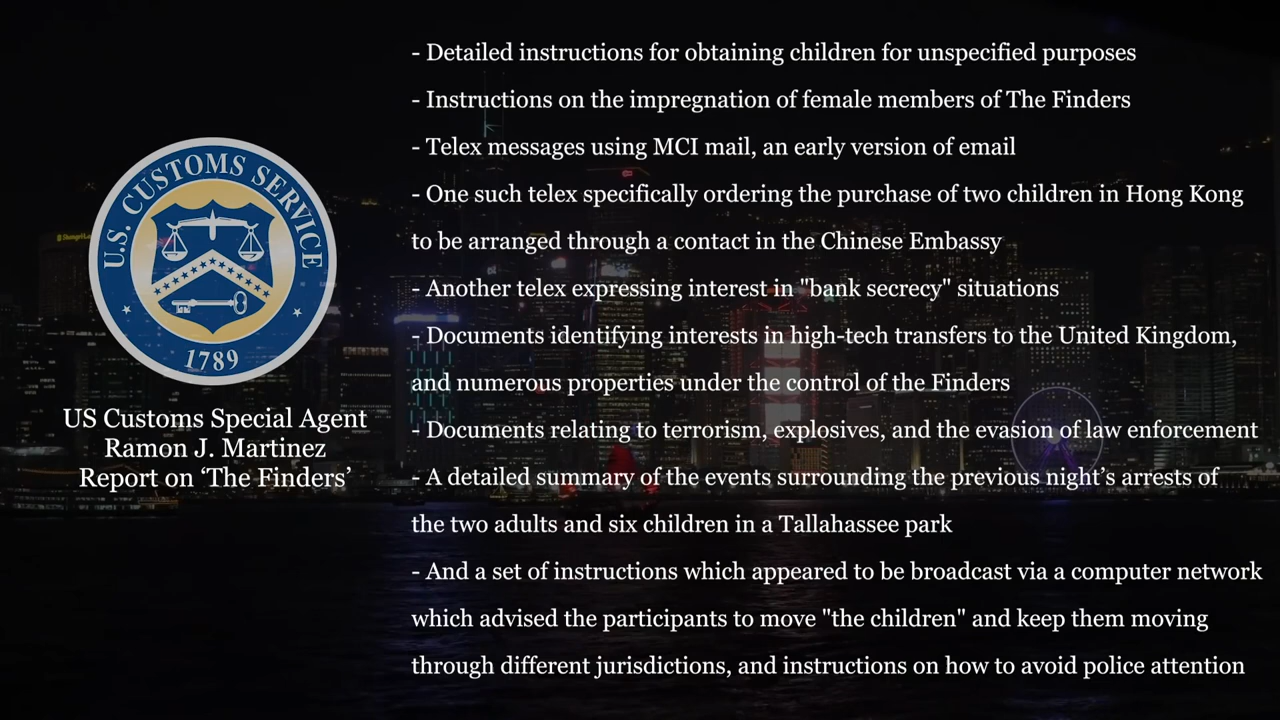 U.S. CUSTOMS SERVICE
1789
US Customs Special Agent
Ramon J. Martinez
Report on ‘The Finders’
- Detailed instructions for obtaining children for unspecified purposes
- Instructions on the impregnation of female members of The Finders
- Telex messages using MCI mail, an early version of email
- One such telex specifically ordering the purchase of two children in Hong Kong
to be arranged through a contact in the Chinese Embassy
- Another telex expressing interest in "bank secrecy" situations
- Documents identifying interests in high-tech transfers to the United Kingdom,
and numerous properties under the control of the Finders
- Documents relating to terrorism, explosives, and the evasion of law enforcement
- A detailed summary of the events surrounding the previous night’s arrests of
the two adults and six children in a Tallahassee park
- And a set of instructions which appeared to be broadcast via a computer network
which advised the participants to move "the children" and keep them moving
through different jurisdictions, and instructions on how to avoid police attention